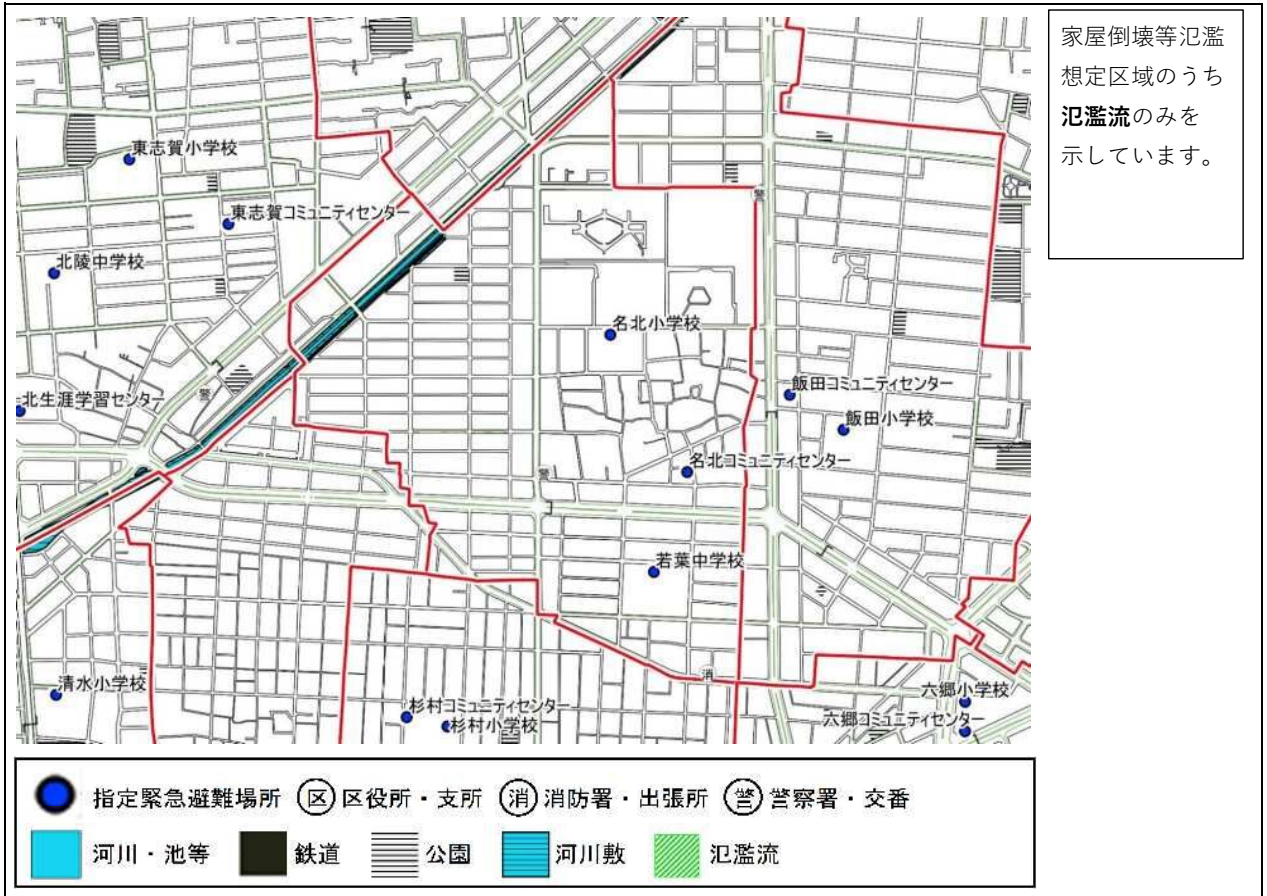 家屋倒壊等氾濫
想定区域のうち
氾濫流のみを
示しています。
東志賀小学校
東志賀コミュニティセンター
北陵中学校
警
名北小学校
飯田コミュニティセンター
北生涯学習センター
警
飯田小学校
名北コミュニティセンター
警
若葉中学校
消
清水小学校
杉村コミュニティセンター
杉村小学校
六郷小学校
六郷コミュニティセンター
指定緊急避難場所 区 区役所・支所 消 消防署・出張所 警 警察署・交番
河川・池等 鉄道 公園 河川敷 氾濫流